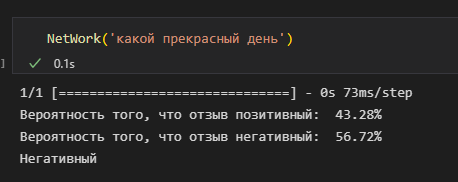 NetWork('какой прекрасный день')
] ✓ 0.1s
1/1 [==============================] - 0s 73ms/step
Вероятность того, что отзыв позитивный:  43.28%
Вероятность того, что отзыв негативный:  56.72%
Негативный